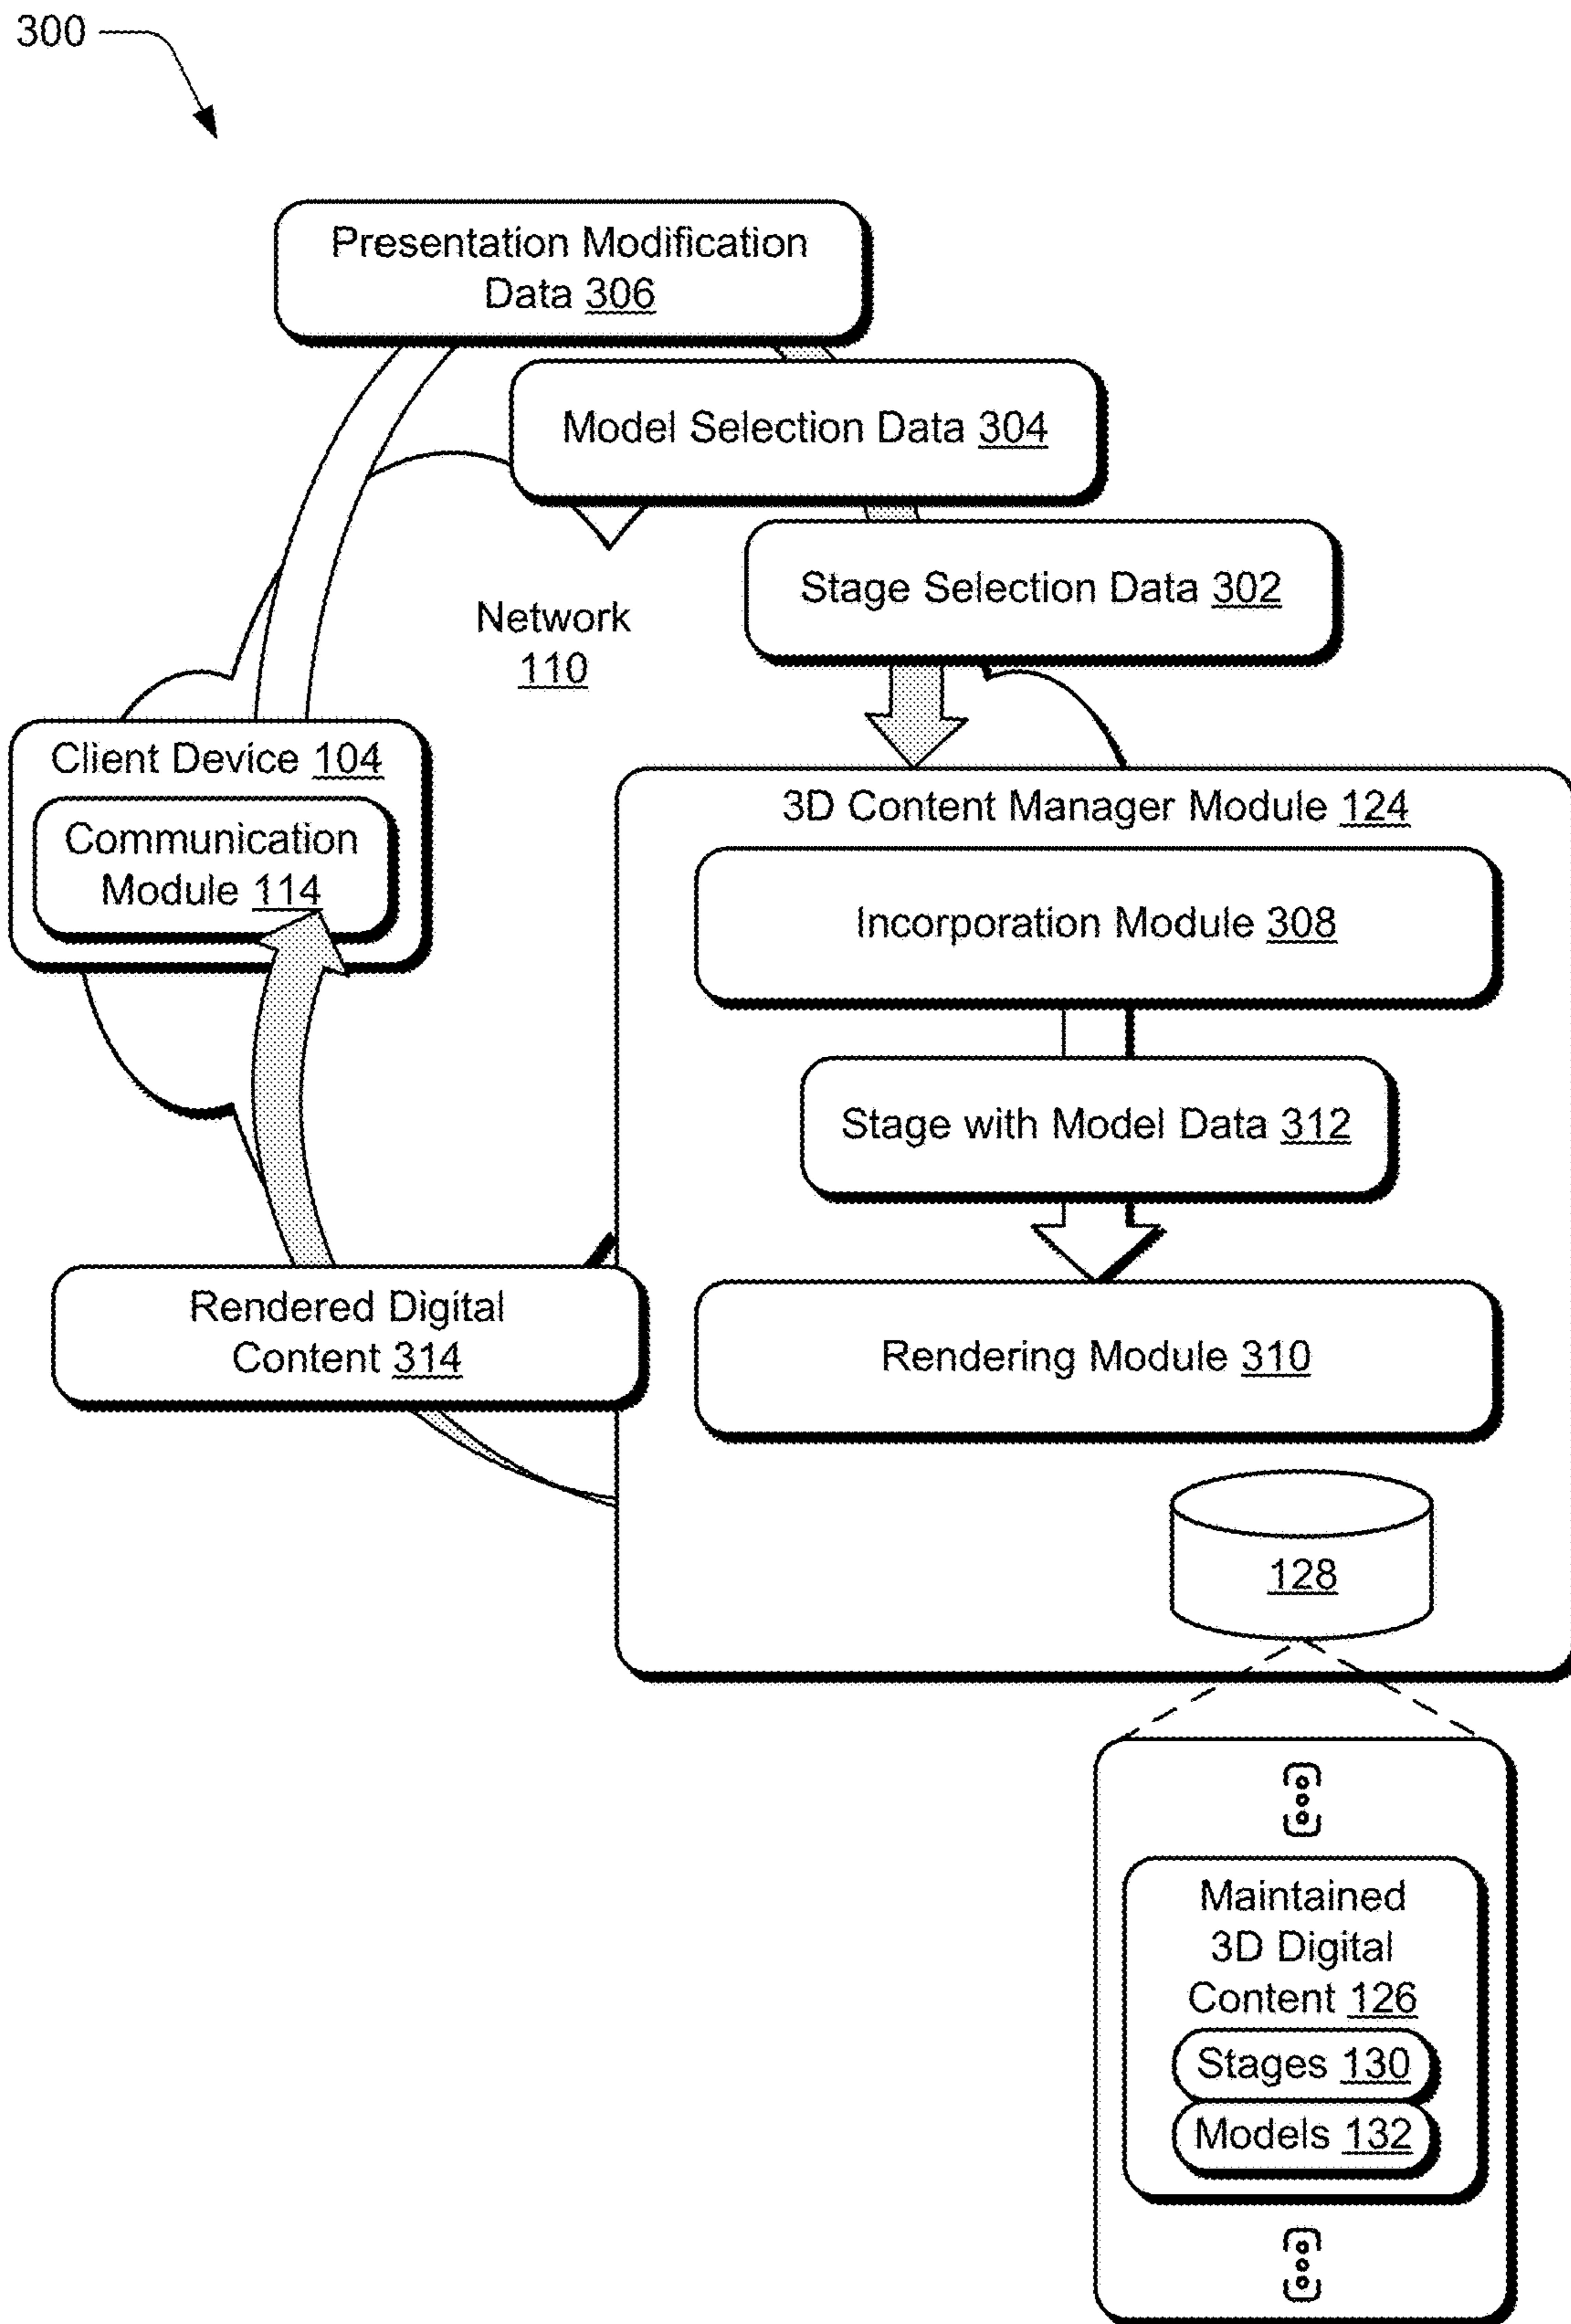 300
Presentation Modification
Data 306
Model Selection Data 304
Stage Selection Data 302
Network
110
Client Device 104
Communication
Module 114
3D Content Manager Module 124
Incorporation Module 308
Stage with Model Data 312
Rendered Digital
Content 314
Rendering Module 310
128
Maintained
3D Digital
Content 126
Stages 130
Models 132